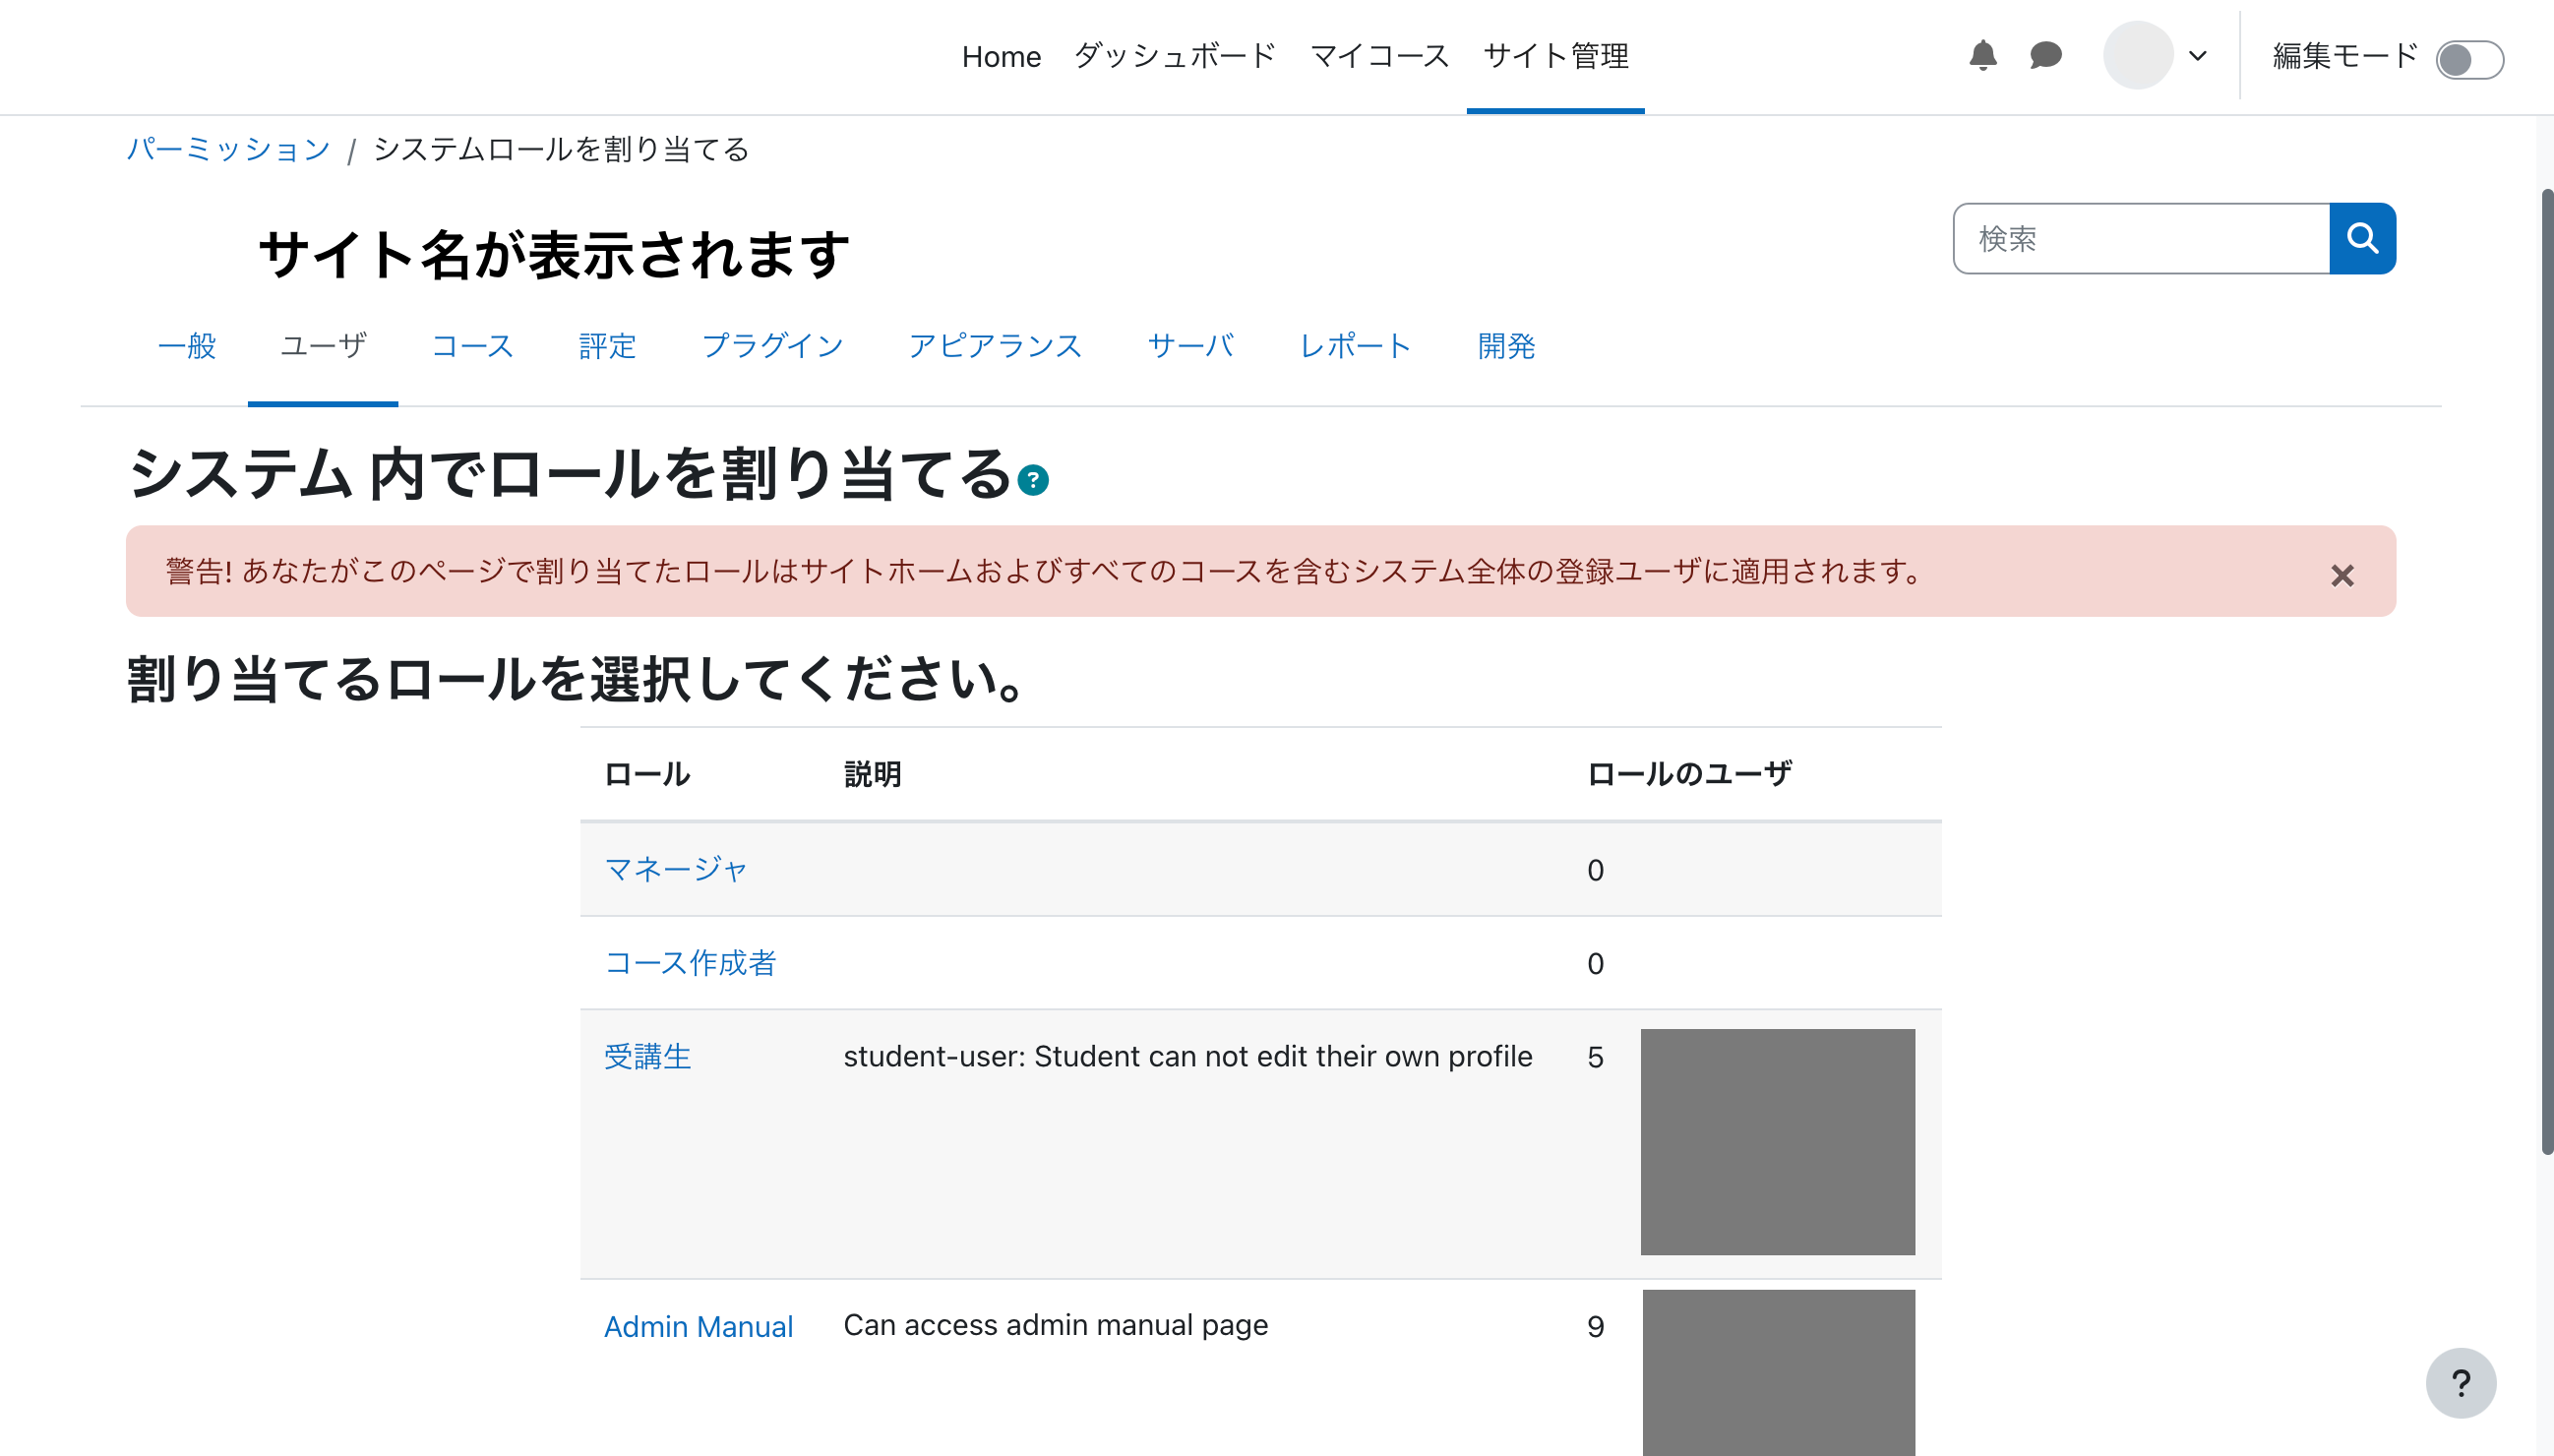 Home ダッシュボード マイコース サイト管理 編集モード
パーミッション / システムロールを割り当てる
サイト名が表示されます
検索
一般 ユーザ コース 評定 プラグイン アピアランス サーバ レポート 開発
システム 内でロールを割り当てる ?
警告! あなたがこのページで割り当てたロールはサイトホームおよびすべてのコースを含むシステム全体の登録ユーザに適用されます。 ×
割り当てるロールを選択してください。
ロール 説明 ロールのユーザ
マネージャ 0
コース作成者 0
受講生 student-user: Student can not edit their own profile 5
Admin Manual Can access admin manual page 9
?